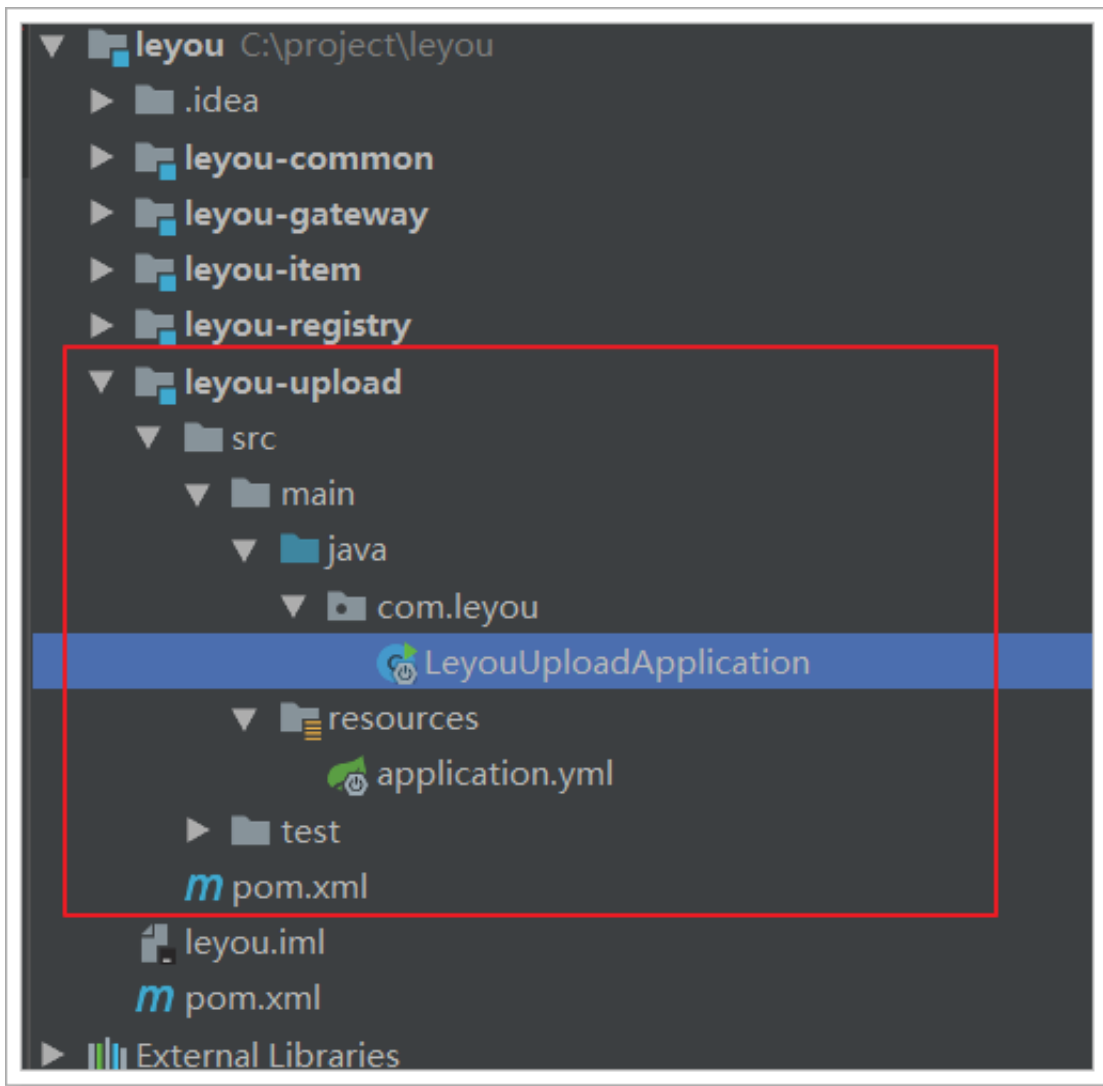 leyou C:\project\leyou
.idea
leyou-common
leyou-gateway
leyou-item
leyou-registry
leyou-upload
src
main
java
com.leyou
LeyouUploadApplication
resources
application.yml
test
pom.xml
leyou.iml
pom.xml
External Libraries